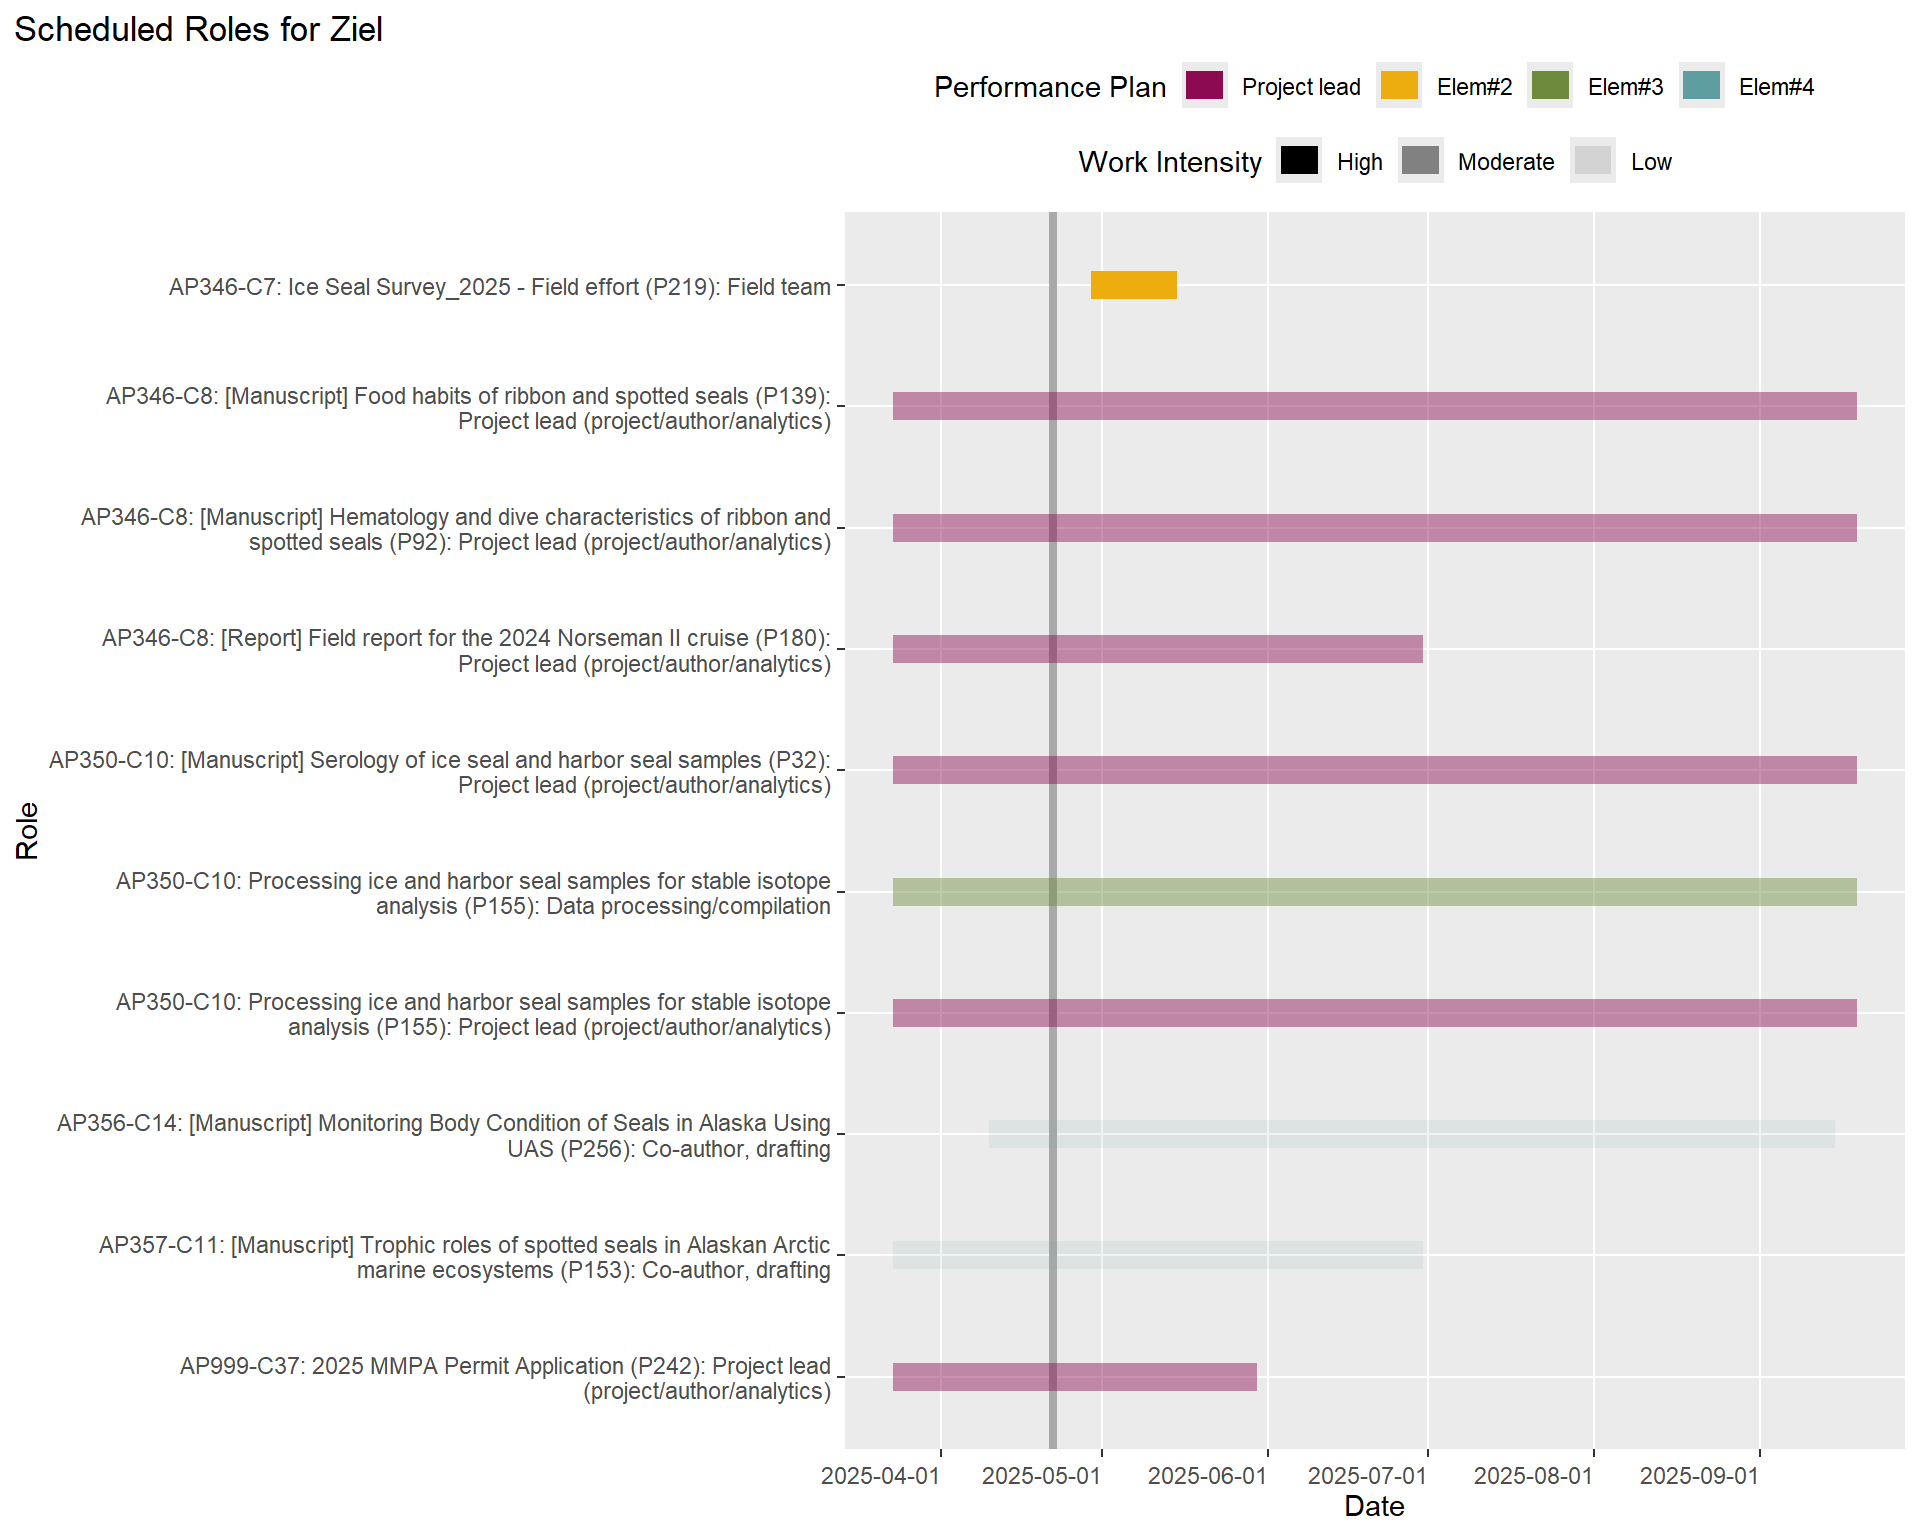 Scheduled Roles for Ziel
Performance Plan Project lead Elem#2 Elem#3 Elem#4
Work Intensity High Moderate Low
AP346-C7: Ice Seal Survey_2025 - Field effort (P219): Field team
AP346-C8: [Manuscript] Food habits of ribbon and spotted seals (P139):
Project lead (project/author/analytics)
AP346-C8: [Manuscript] Hematology and dive characteristics of ribbon and
spotted seals (P92): Project lead (project/author/analytics)
AP346-C8: [Report] Field report for the 2024 Norseman II cruise (P180):
Project lead (project/author/analytics)
AP350-C10: [Manuscript] Serology of ice seal and harbor seal samples (P32):
Project lead (project/author/analytics)
AP350-C10: Processing ice and harbor seal samples for stable isotope
analysis (P155): Data processing/compilation
AP350-C10: Processing ice and harbor seal samples for stable isotope
analysis (P155): Project lead (project/author/analytics)
AP356-C14: [Manuscript] Monitoring Body Condition of Seals in Alaska Using
UAS (P256): Co-author, drafting
AP357-C11: [Manuscript] Trophic roles of spotted seals in Alaskan Arctic
marine ecosystems (P153): Co-author, drafting
AP999-C37: 2025 MMPA Permit Application (P242): Project lead
(project/author/analytics)
Role
2025-04-01 2025-05-01 2025-06-01 2025-07-01 2025-08-01 2025-09-01
Date